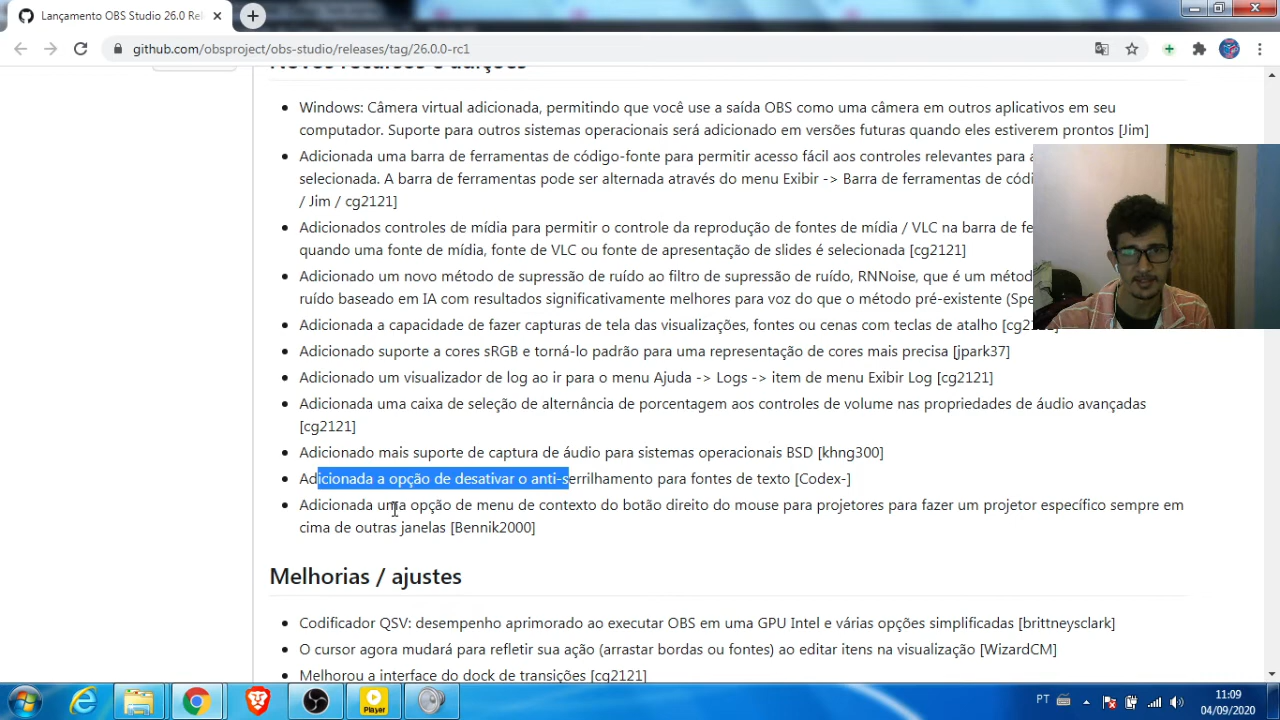 Lançamento OBS Studio 26.0 Rel
github.com/obsproject/obs-studio/releases/tag/26.0.0-rc1
Novos recursos e adições
Windows: Câmera virtual adicionada, permitindo que você use a saída OBS como uma câmera em outros aplicativos em seu
computador. Suporte para outros sistemas operacionais será adicionado em versões futuras quando eles estiverem prontos [Jim]
Adicionada uma barra de ferramentas de código-fonte para permitir acesso fácil aos controles relevantes para a
selecionada. A barra de ferramentas pode ser alternada através do menu Exibir -> Barra de ferramentas de códi
/ Jim / cg2121]
Adicionados controles de mídia para permitir o controle da reprodução de fontes de mídia / VLC na barra de fe
quando uma fonte de mídia, fonte de VLC ou fonte de apresentação de slides é selecionada [cg2121]
Adicionado um novo método de supressão de ruído ao filtro de supressão de ruído, RNNoise, que é um métod
ruído baseado em IA com resultados significativamente melhores para voz do que o método pré-existente (Spe
Adicionada a capacidade de fazer capturas de tela das visualizações, fontes ou cenas com teclas de atalho [cg2121]
Adicionado suporte a cores sRGB e torná-lo padrão para uma representação de cores mais precisa [jpark37]
Adicionado um visualizador de log ao ir para o menu Ajuda -> Logs -> item de menu Exibir Log [cg2121]
Adicionada uma caixa de seleção de alternância de porcentagem aos controles de volume nas propriedades de áudio avançadas
[cg2121]
Adicionado mais suporte de captura de áudio para sistemas operacionais BSD [khng300]
Adicionada a opção de desativar o anti-serrilhamento para fontes de texto [Codex-]
Adicionada uma opção de menu de contexto do botão direito do mouse para projetores para fazer um projetor específico sempre em
cima de outras janelas [Bennik2000]
Melhorias / ajustes
Codificador QSV: desempenho aprimorado ao executar OBS em uma GPU Intel e várias opções simplificadas [brittneysclark]
O cursor agora mudará para refletir sua ação (arrastar bordas ou fontes) ao editar itens na visualização [WizardCM]
Melhorou a interface do dock de transições [cg2121]
Player
PT
11:09
04/09/2020